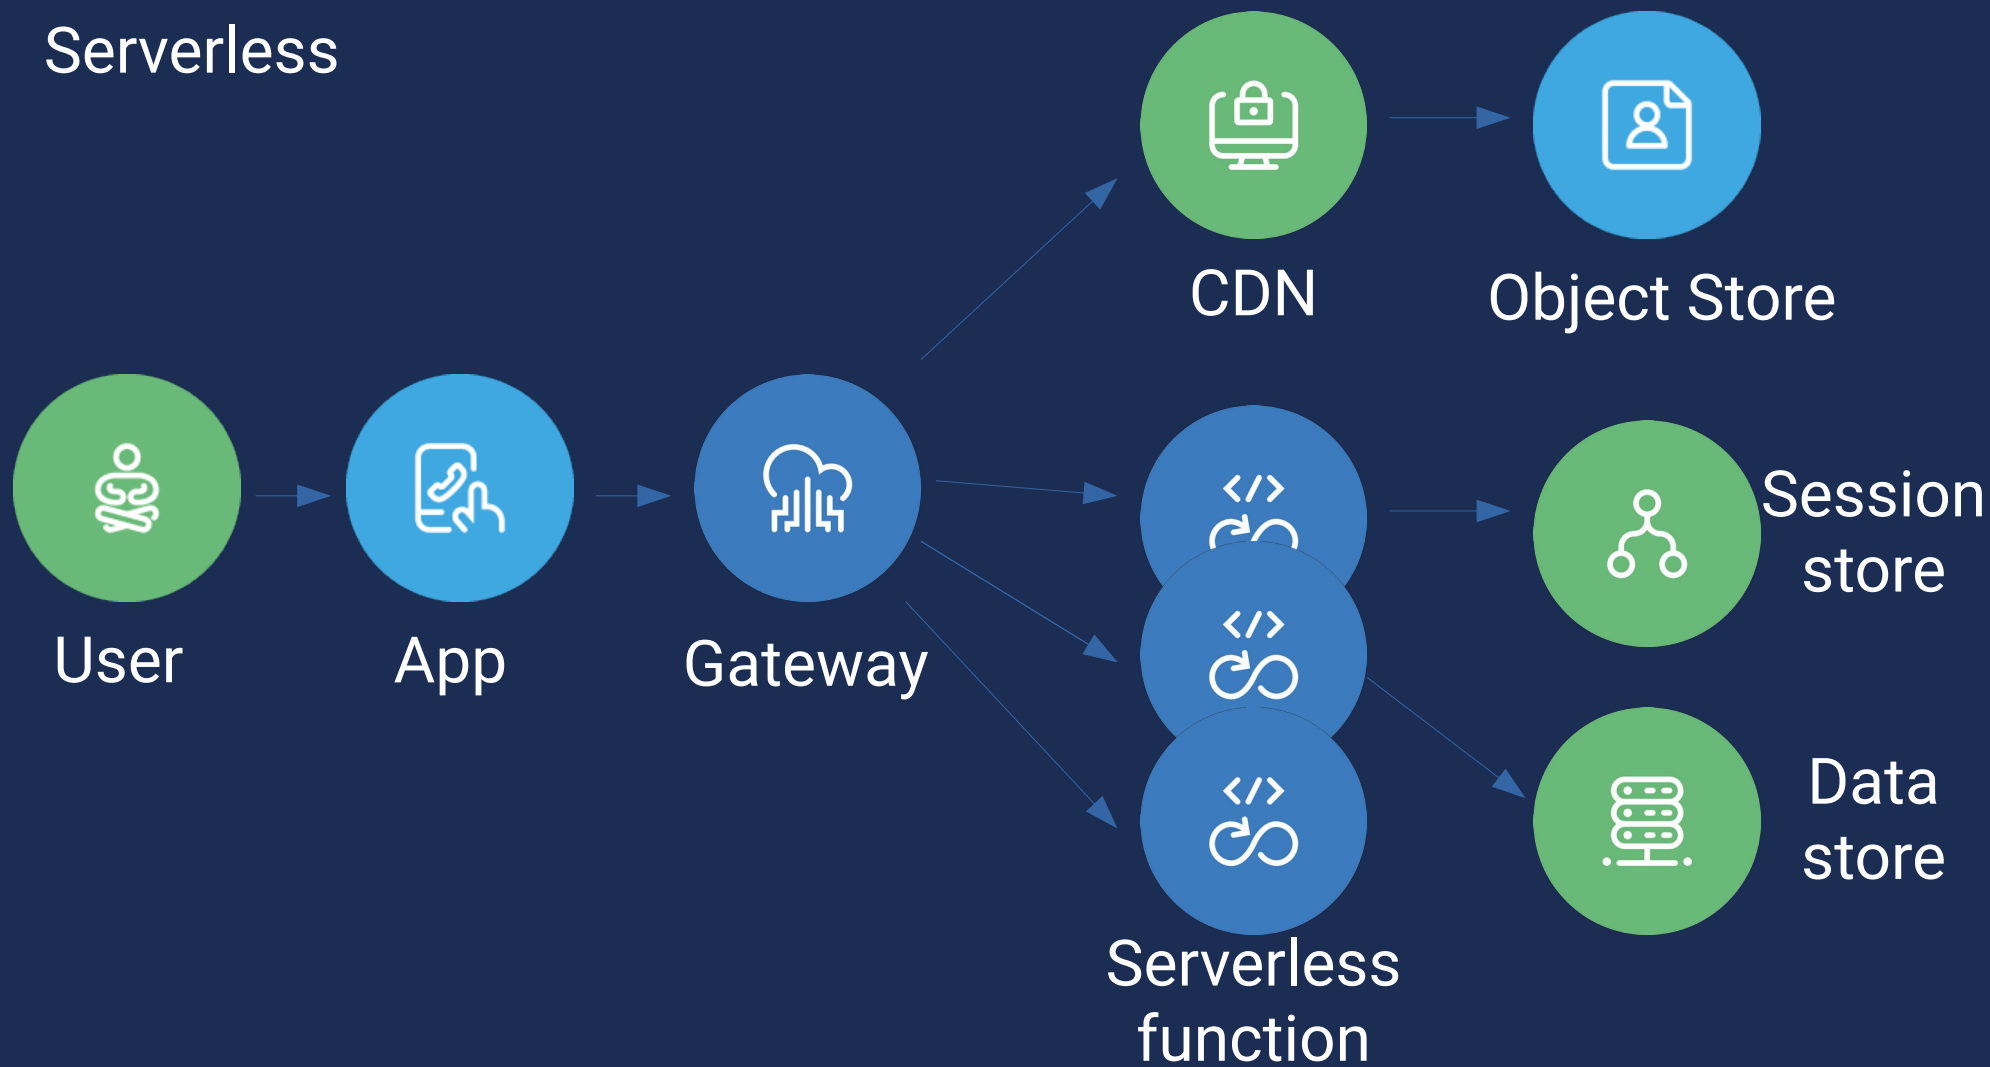 Serverless
CDN
Object Store
User
App
Gateway
Session
store
Data
store
Serverless
function